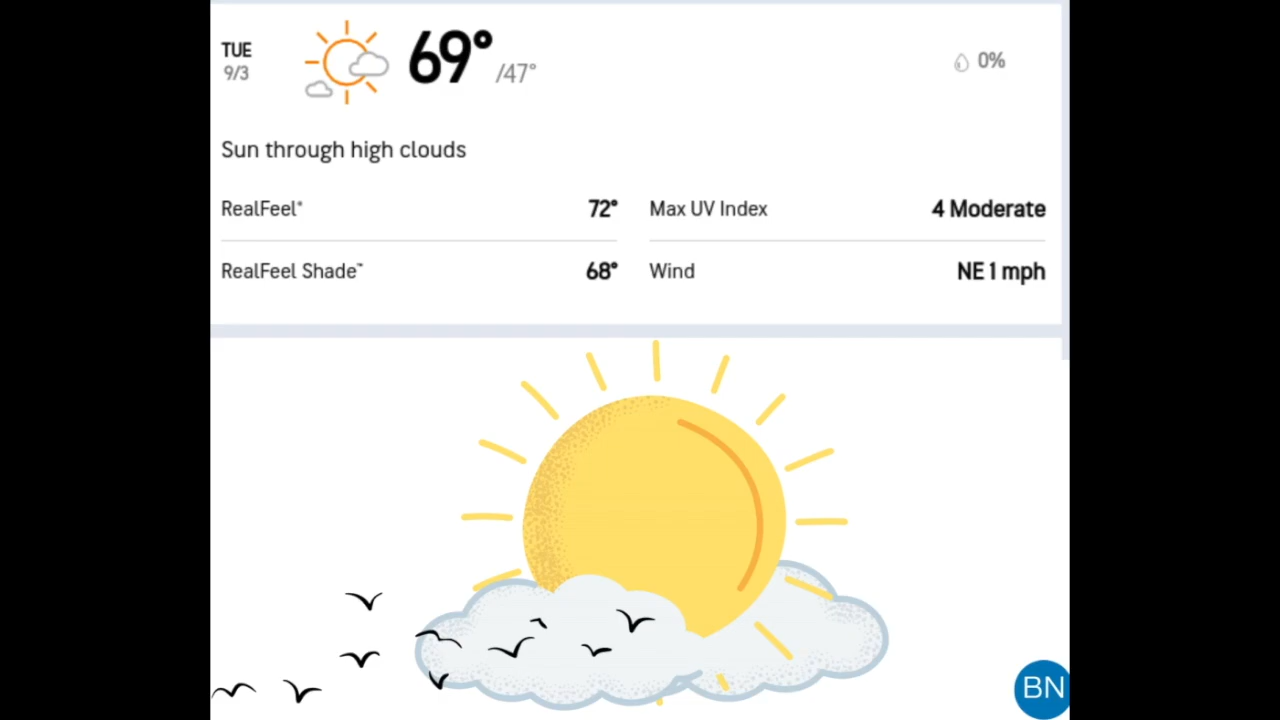 TUE
9/3
69° /47°
0%
Sun through high clouds
RealFeel® 72°
Max UV Index 4 Moderate
RealFeel Shade™ 68°
Wind NE 1 mph
BN